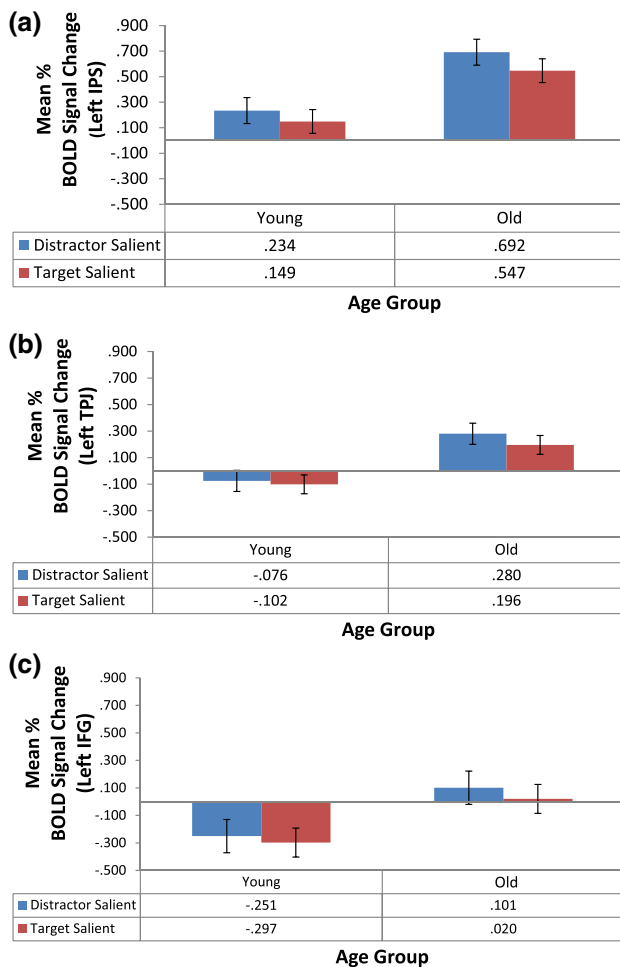 (a)
Mean %
BOLD Signal Change
(Left IPS)
.900
.700
.500
.300
.100
-.100
-.300
-.500
Young Old
Distractor Salient .234 .692
Target Salient .149 .547
Age Group
(b)
Mean %
BOLD Signal Change
(Left TPJ)
.900
.700
.500
.300
.100
-.100
-.300
-.500
Young Old
Distractor Salient -.076 .280
Target Salient -.102 .196
Age Group
(c)
Mean %
BOLD Signal Change
(Left IFG)
.900
.700
.500
.300
.100
-.100
-.300
-.500
Young Old
Distractor Salient -.251 .101
Target Salient -.297 .020
Age Group